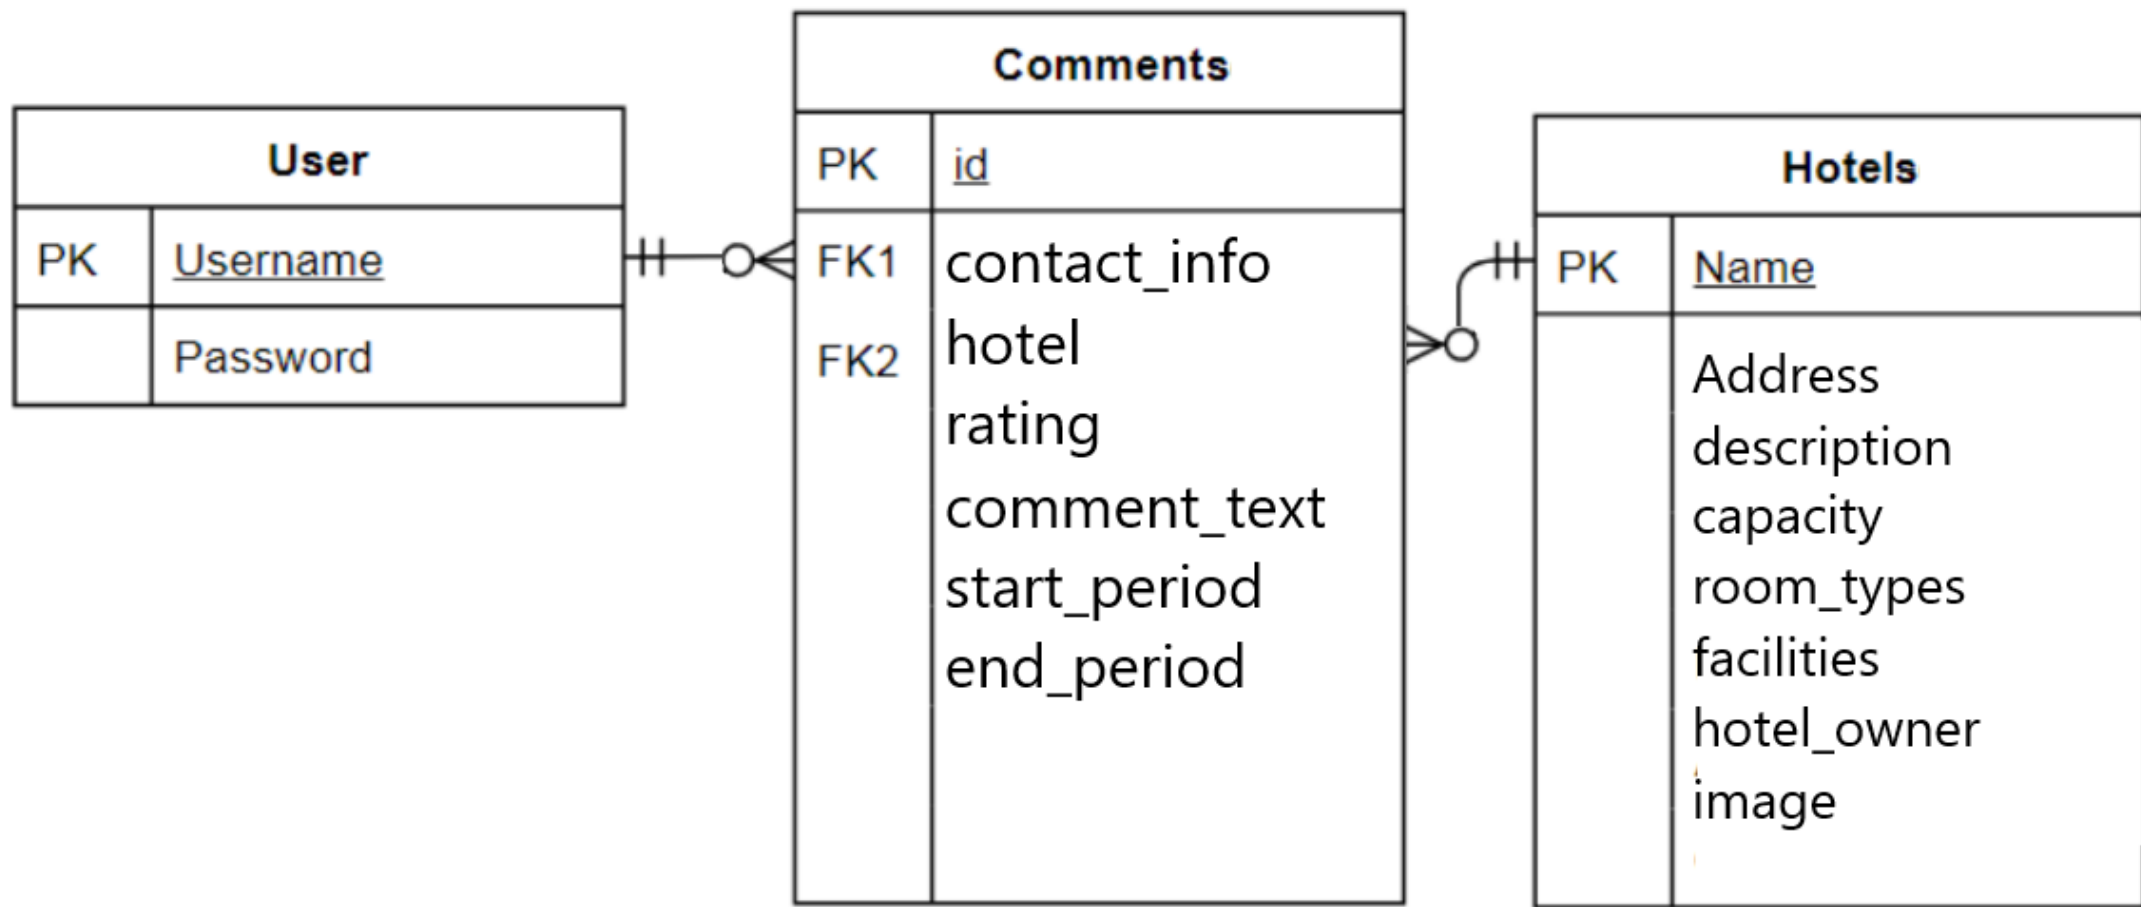 User
PK Username
Password
Comments
PK id
FK1 contact_info
FK2 hotel
rating
comment_text
start_period
end_period
Hotels
PK Name
Address
description
capacity
room_types
facilities
hotel_owner
image